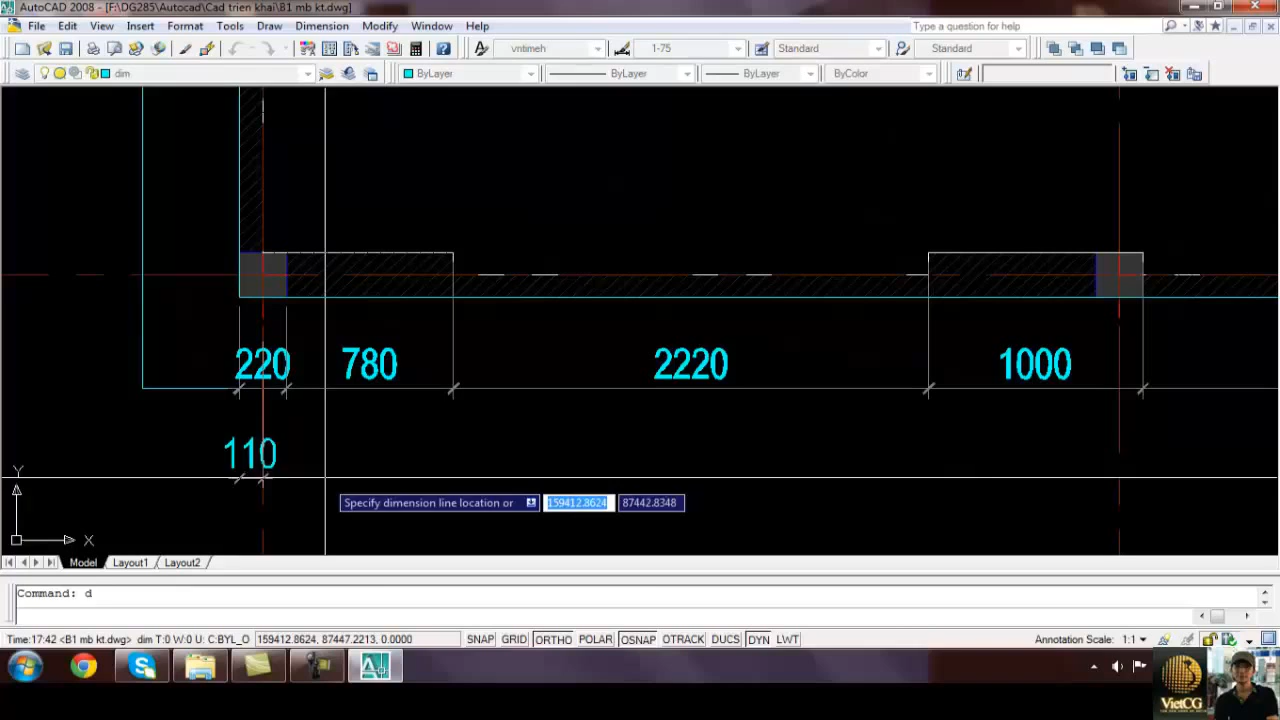 AutoCAD 2008 - [F:\DG285\Autocad\Cad trien khai\B1 mb kt.dwg]
File Edit View Insert Format Tools Draw Dimension Modify Window Help Type a question for help
vntimeh 1-75 Standard Standard
dim ByLayer ByLayer ByLayer ByColor
220 780 2220 1000
110
Y
Specify dimension line location or 159412.8624 87442.8348
X
Model Layout1 Layout2
Command: d
Time:17:42 <B1 mb kt.dwg> dim T:0 W:0 U: C:BYL_O 159412.8624, 87447.2213, 0.0000 SNAP GRID ORTHO POLAR OSNAP OTRACK DUCS DYN LWT Annotation Scale: 1:1
VietCG